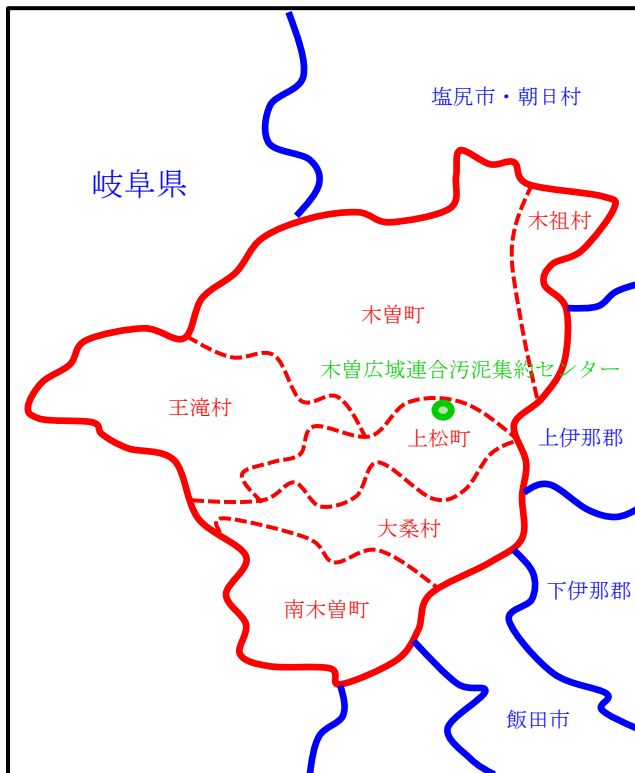 塩尻市・朝日村
岐阜県
木祖村
木曽町
木曽広域連合汚泥集約センター
王滝村
上松町
上伊那郡
大桑村
下伊那郡
南木曽町
飯田市